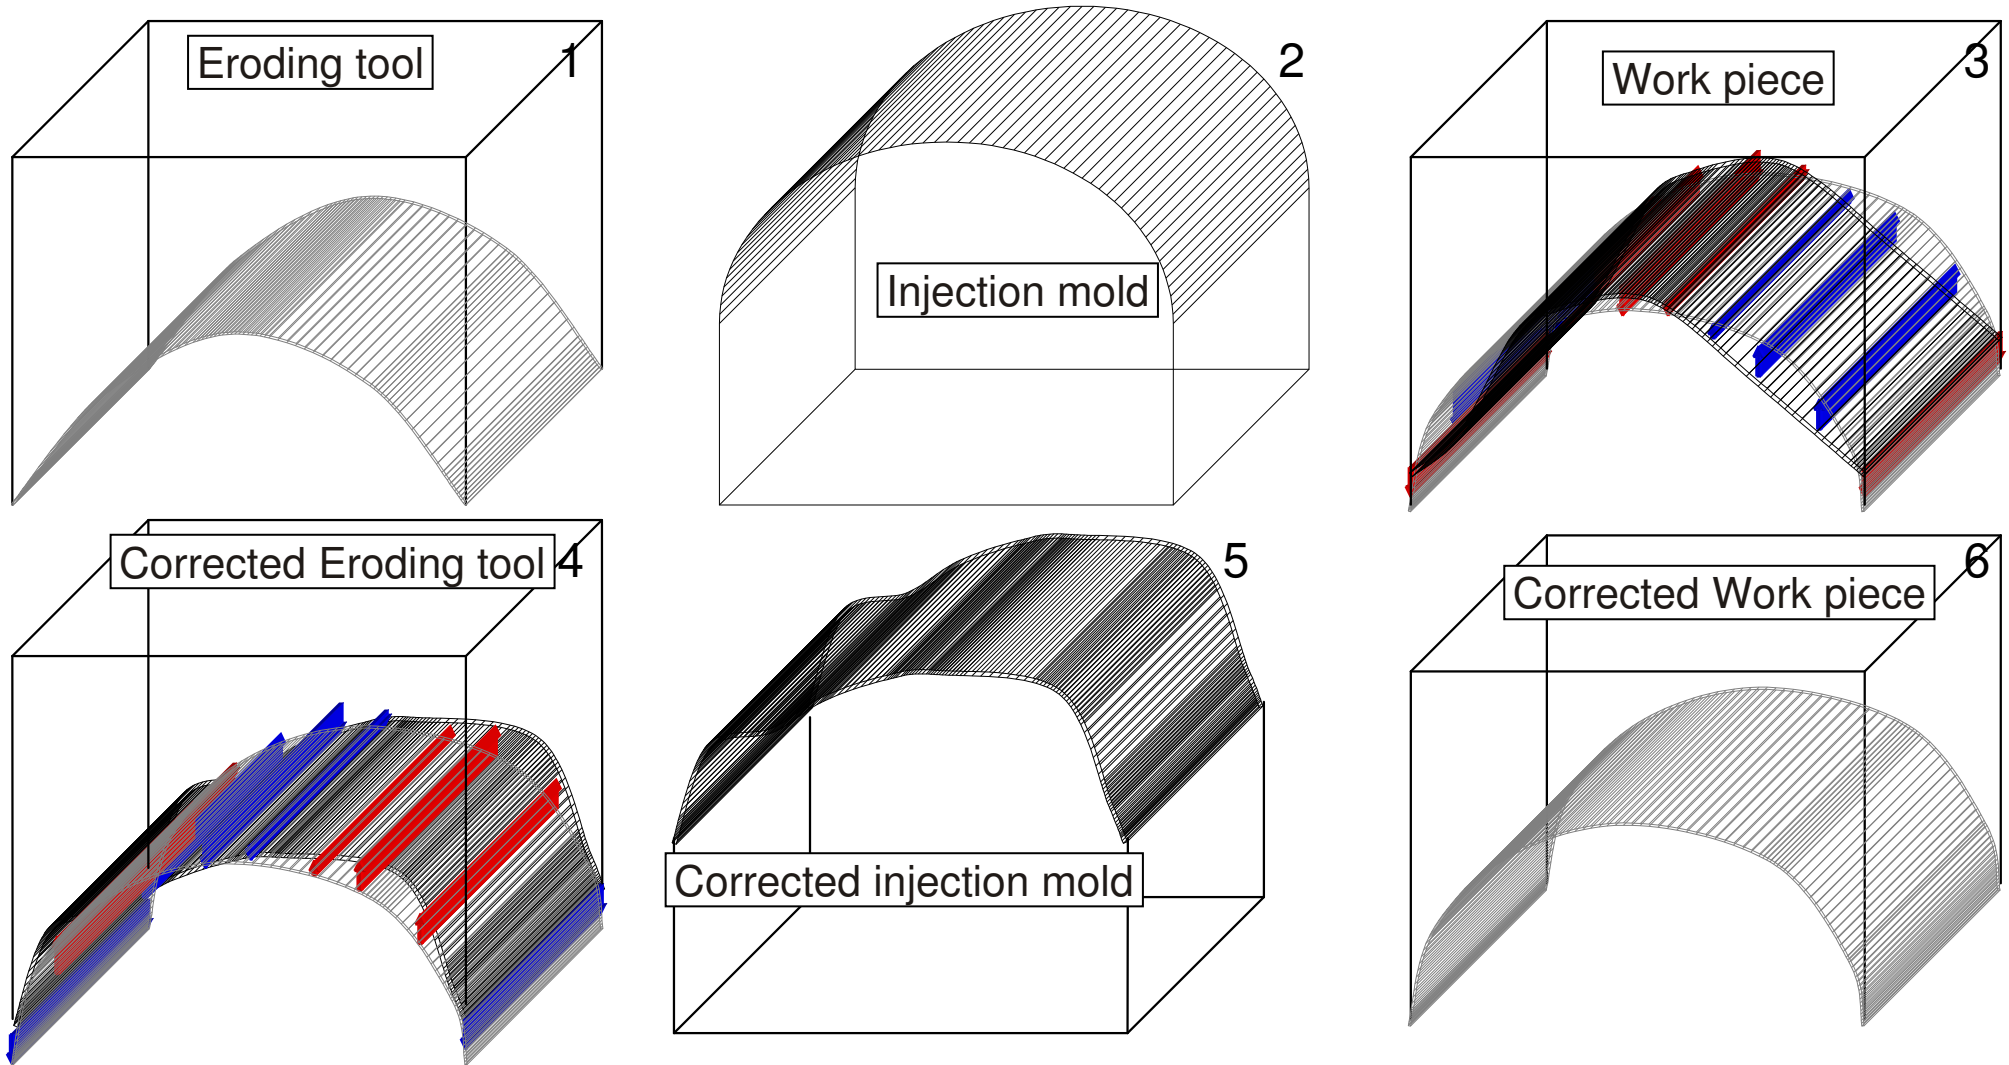 Eroding tool 1
Injection mold 2
Work piece 3
Corrected Eroding tool 4
Corrected injection mold 5
Corrected Work piece 6